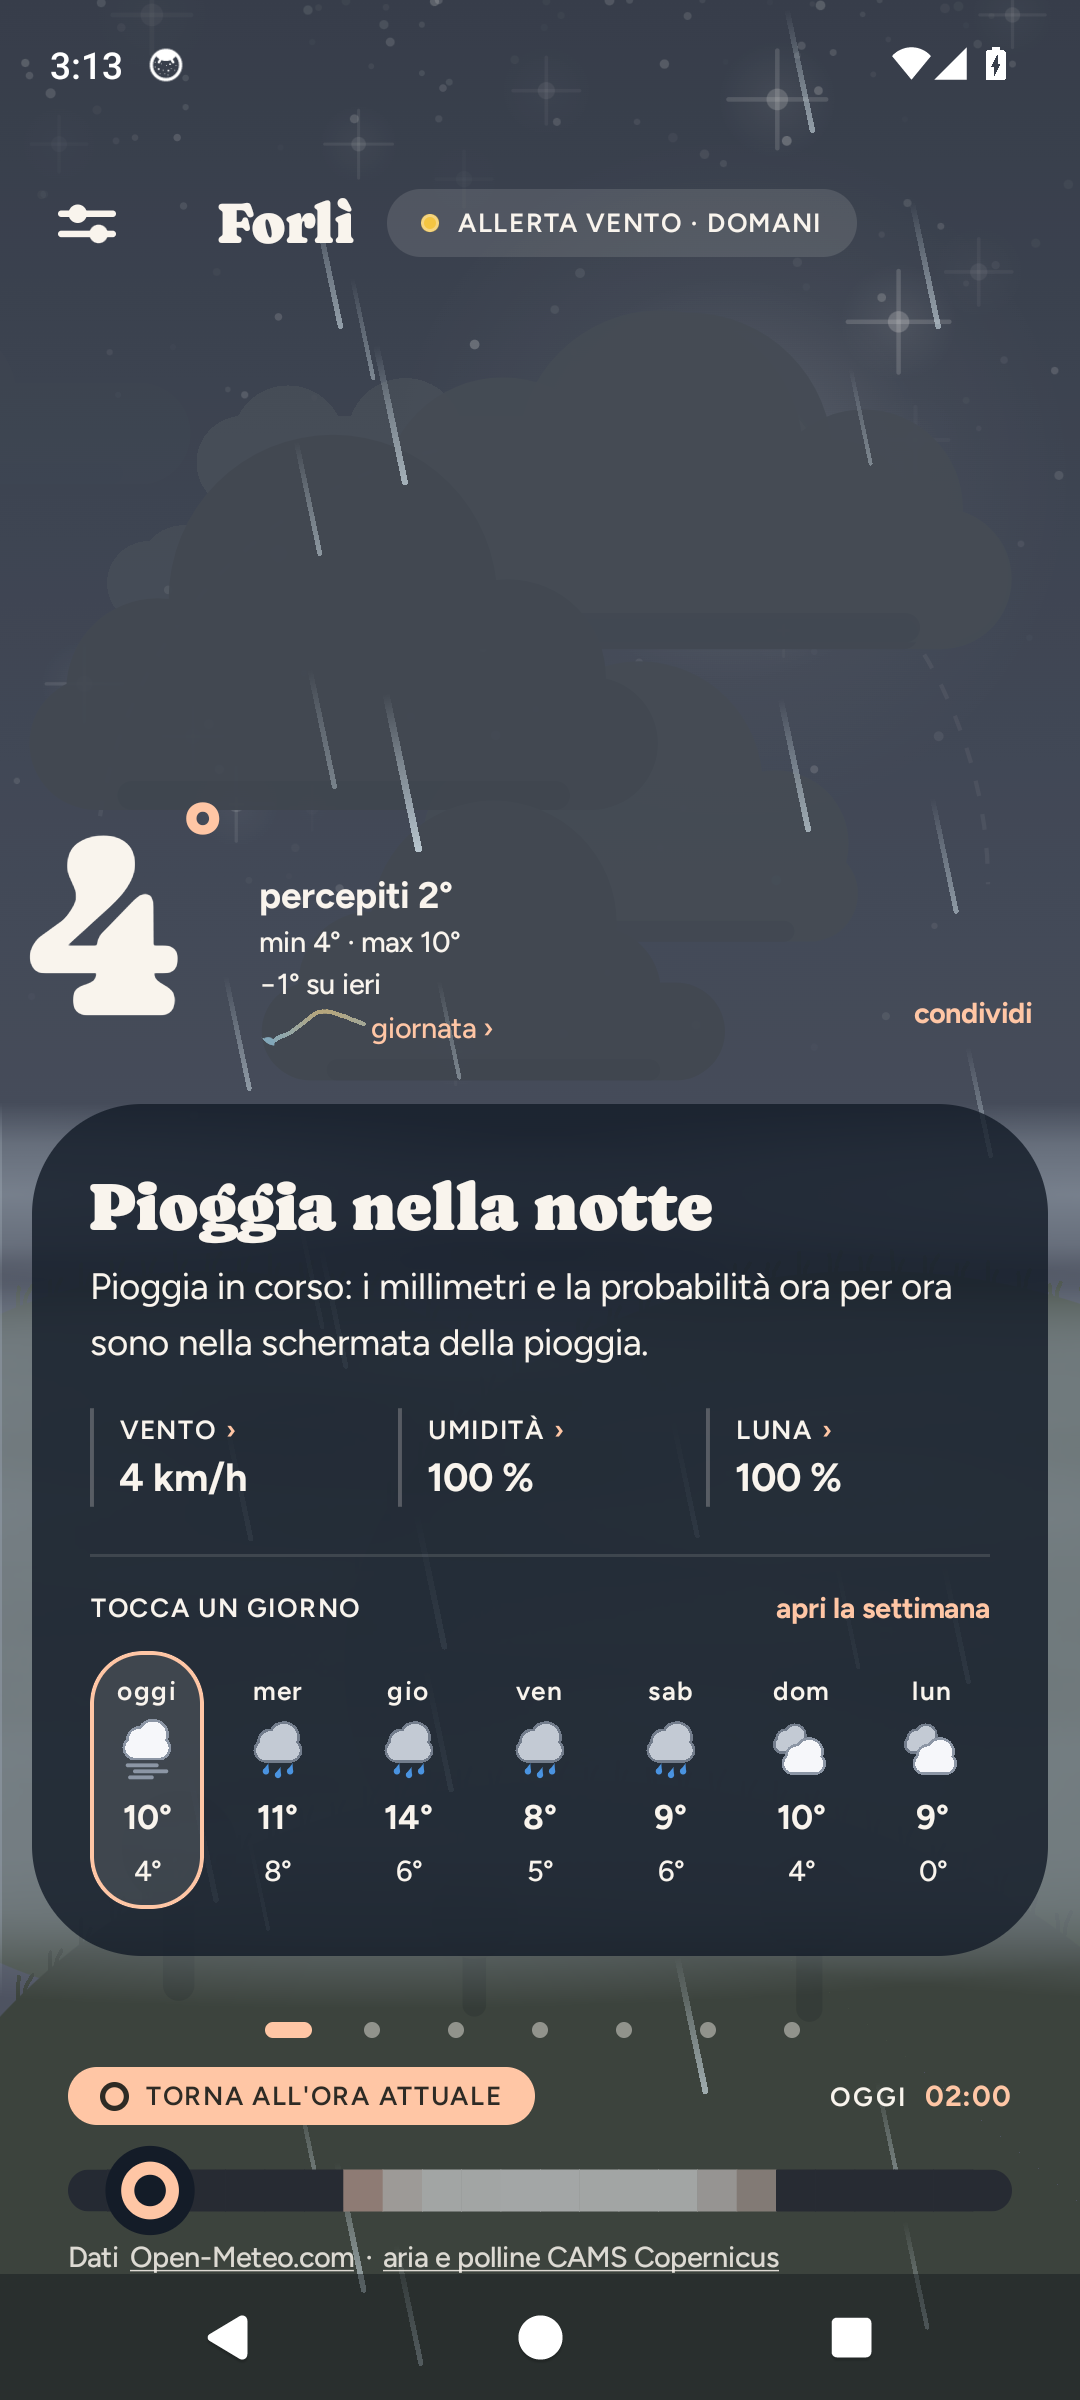 3:13
Forlì
ALLERTA VENTO · DOMANI
4°
percepiti 2°
min 4° · max 10°
−1° su ieri
giornata ›
condividi
Pioggia nella notte
Pioggia in corso: i millimetri e la probabilità ora per ora
sono nella schermata della pioggia.
VENTO › UMIDITÀ › LUNA ›
4 km/h 100 % 100 %
TOCCA UN GIORNO apri la settimana
oggi mer gio ven sab dom lun
10° 11° 14° 8° 9° 10° 9°
4° 8° 6° 5° 6° 4° 0°
TORNA ALL'ORA ATTUALE OGGI 02:00
Dati Open-Meteo.com · aria e polline CAMS Copernicus